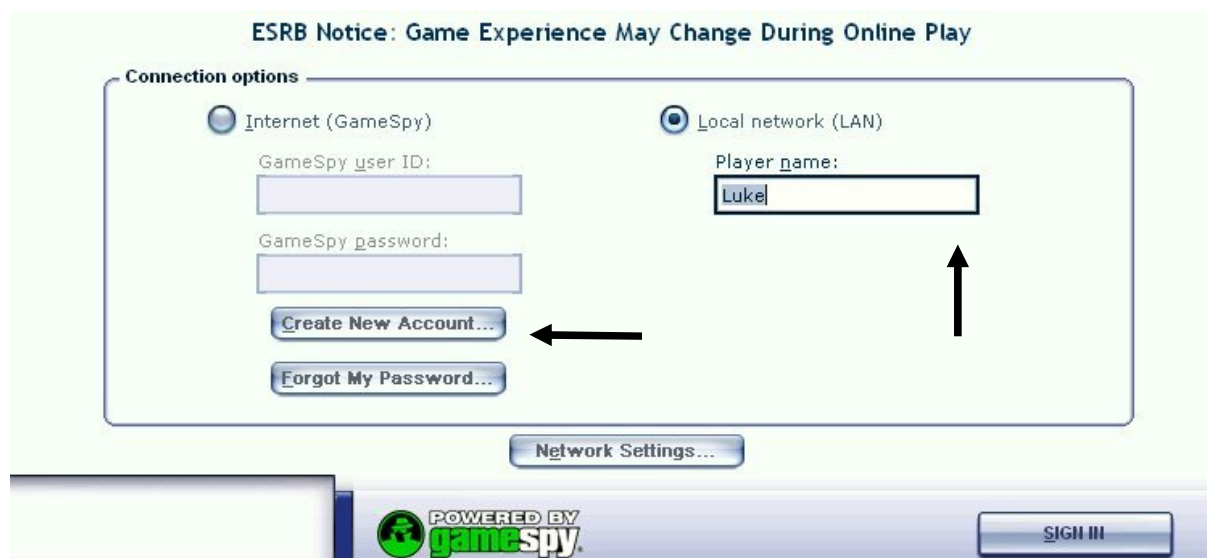 ESRB Notice: Game Experience May Change During Online Play
Connection options
Internet (GameSpy)
GameSpy user ID:
GameSpy password:
Create New Account...
Forgot My Password...
Local network (LAN)
Player name:
Luke
Network Settings...
POWERED BY
gamespy.
SIGN IN